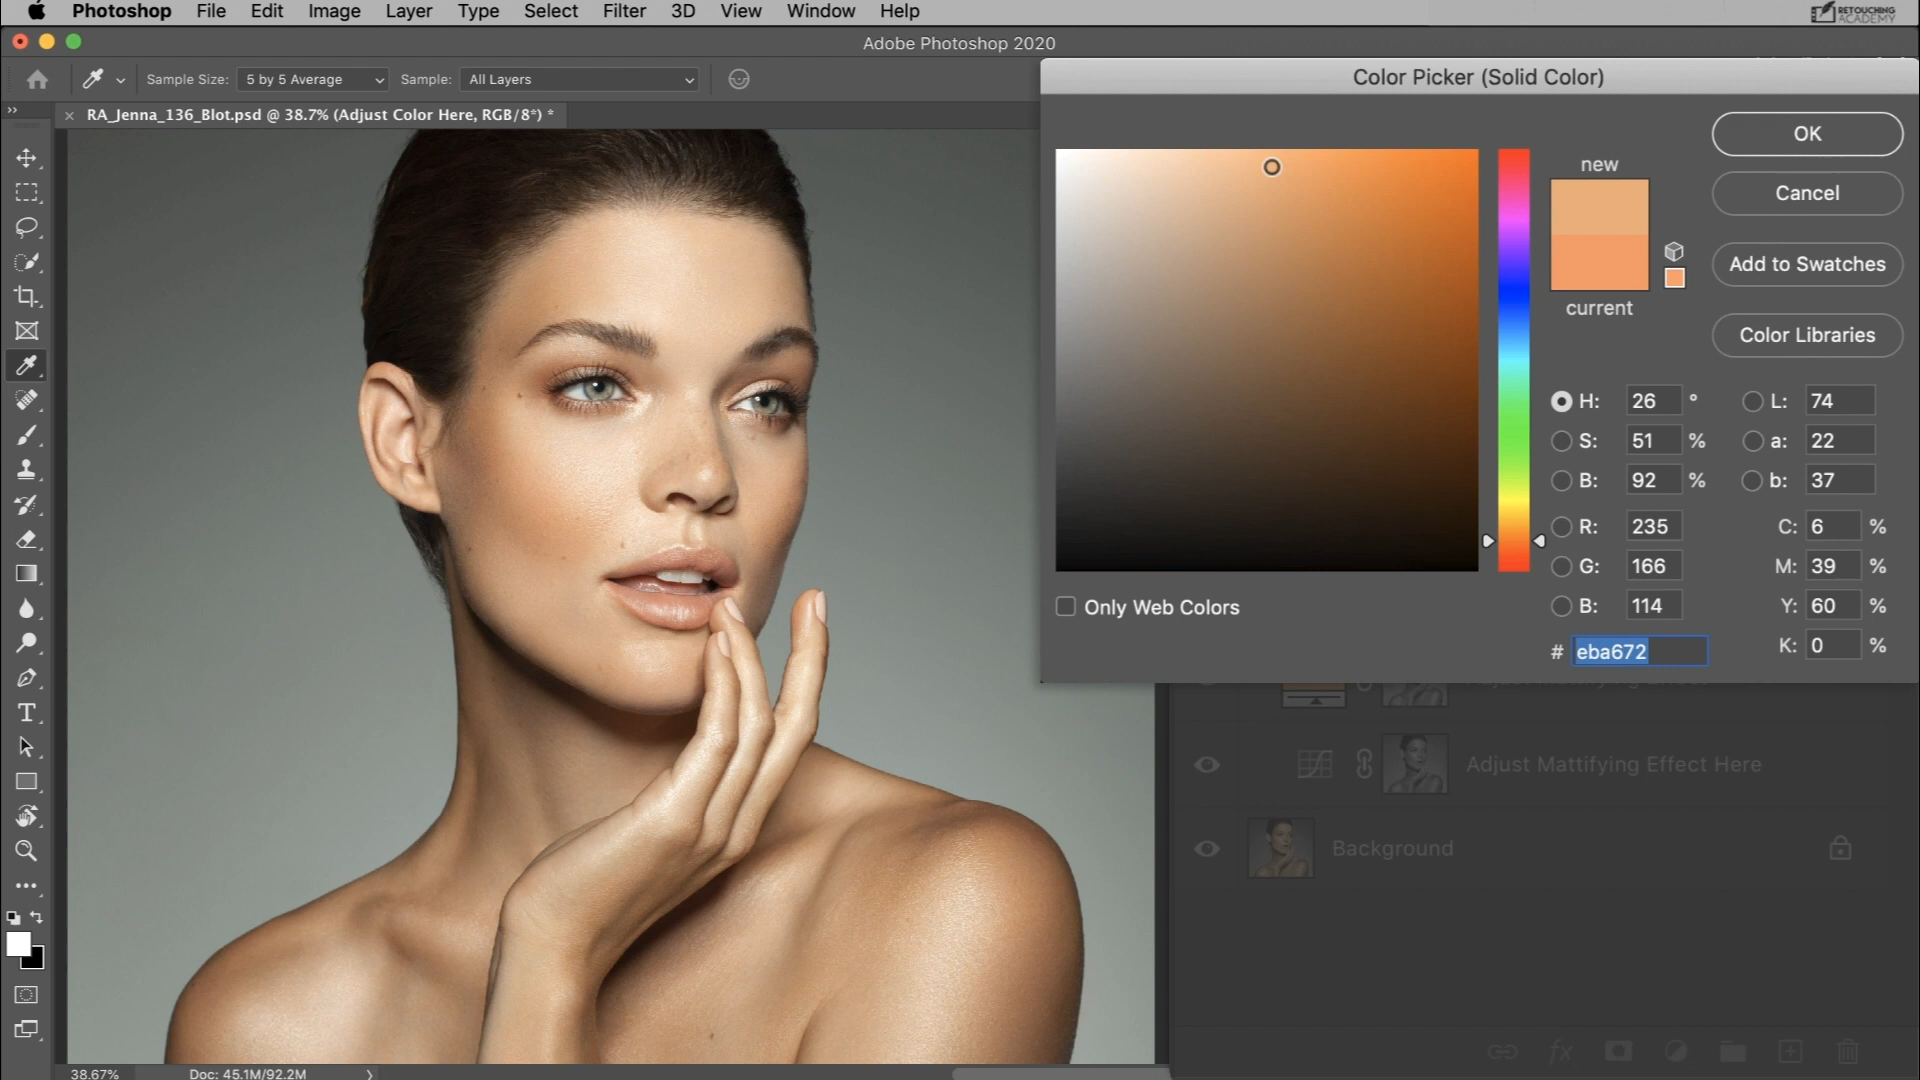 Photoshop File Edit Image Layer Type Select Filter 3D View Window Help
RETOUCHING
ACADEMY
Adobe Photoshop 2020
Sample Size: 5 by 5 Average Sample: All Layers
RA_Jenna_136_Blot.psd @ 38.7% (Adjust Color Here, RGB/8*) *
Color Picker (Solid Color)
new
current
OK
Cancel
Add to Swatches
Color Libraries
H: 26 °
S: 51 %
B: 92 %
R: 235
G: 166
B: 114
# eba672
L: 74
a: 22
b: 37
C: 6 %
M: 39 %
Y: 60 %
K: 0 %
Only Web Colors
Adjust Mattifying Effect Here
Background
fx
38.67% Doc: 45.1M/92.2M